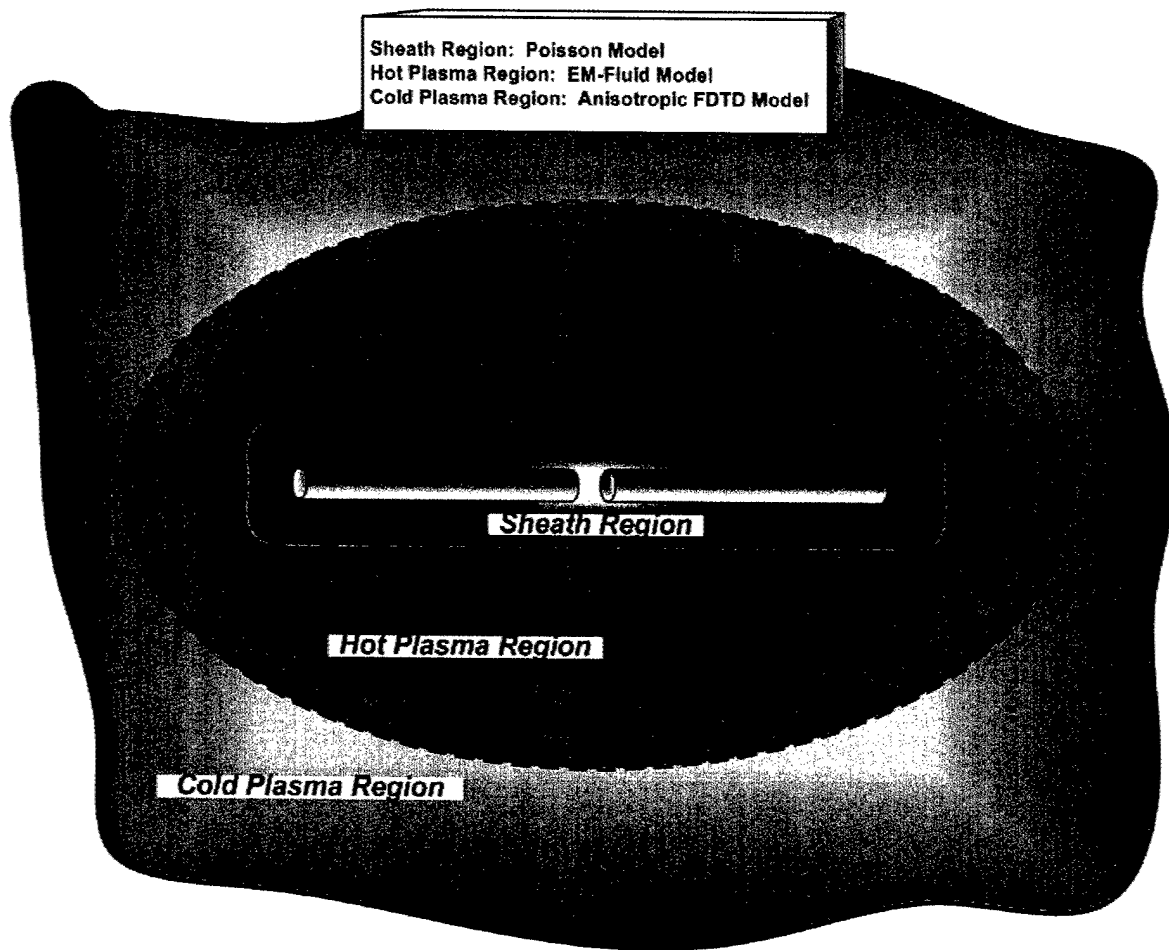 Sheath Region: Poisson Model
Hot Plasma Region: EM-Fluid Model
Cold Plasma Region: Anisotropic FDTD Model
Sheath Region
Hot Plasma Region
Cold Plasma Region